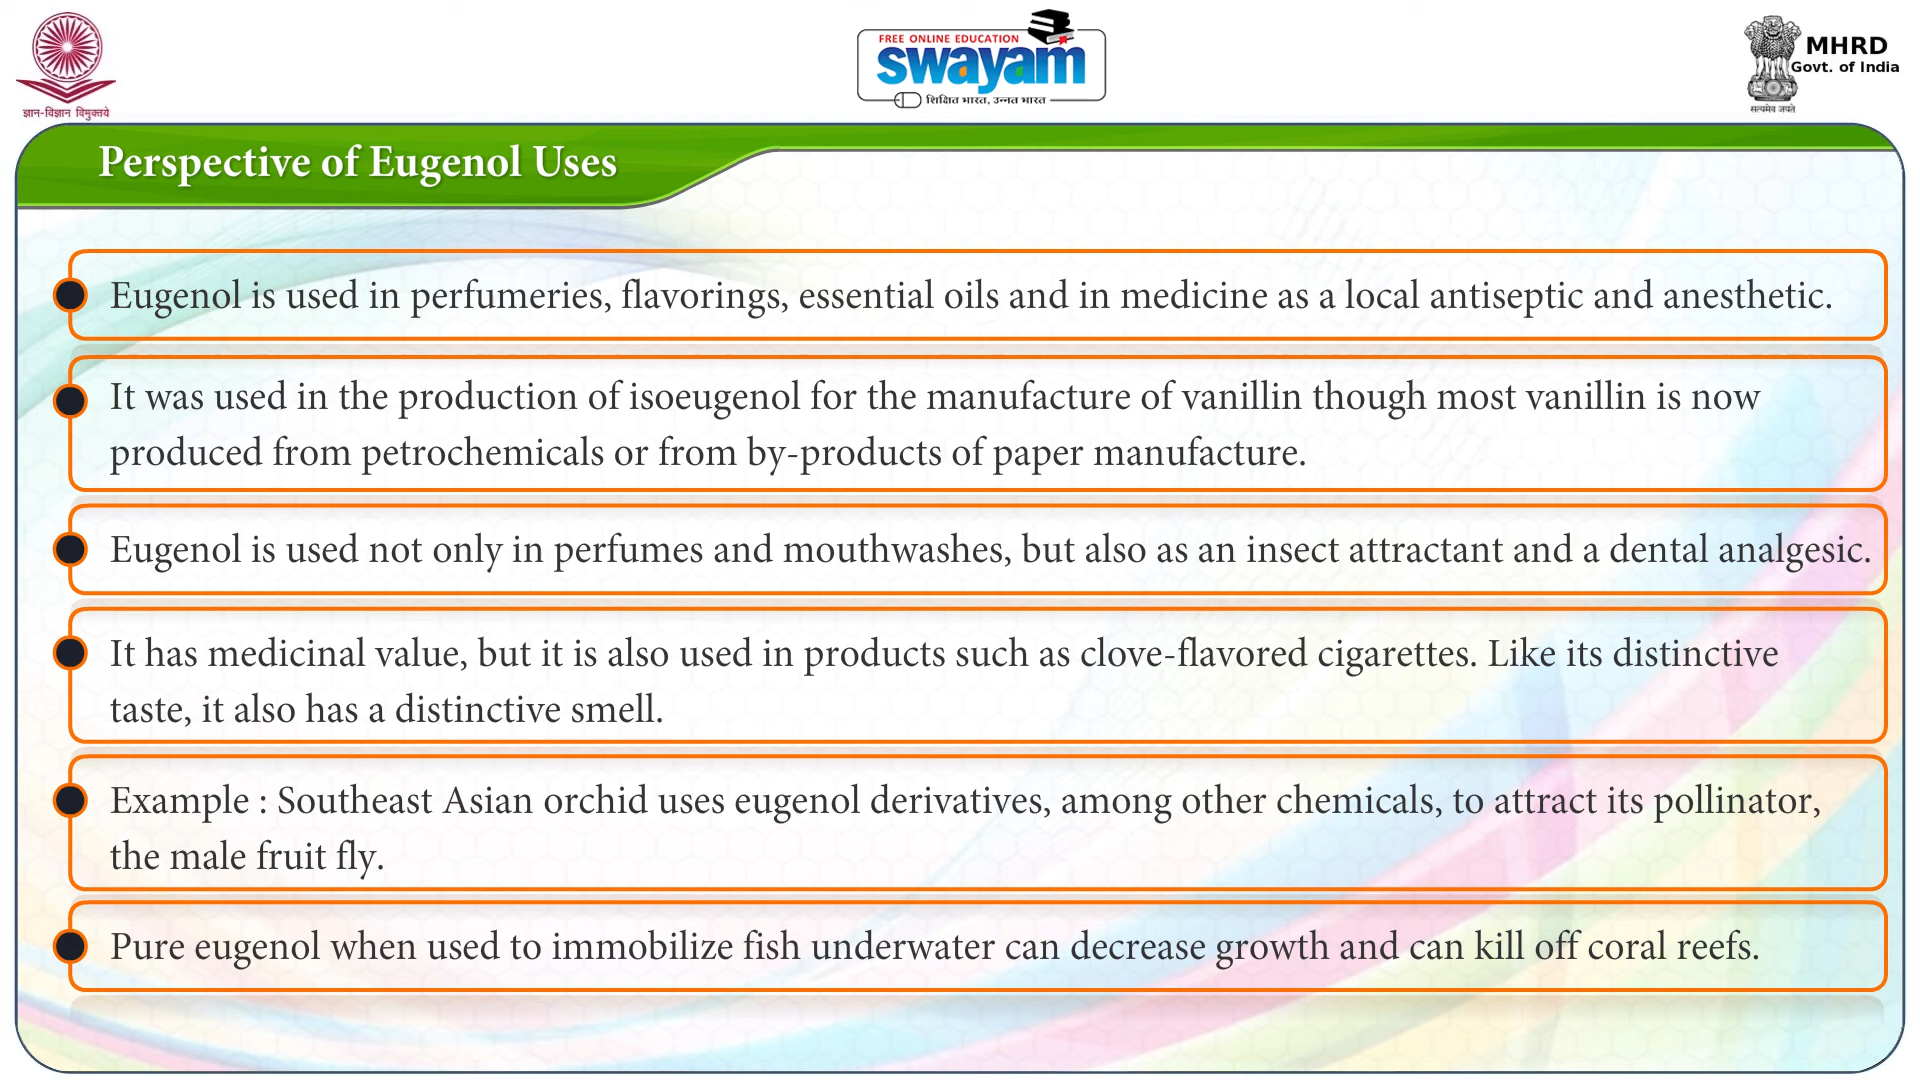 ज्ञान-विज्ञान विमुक्तये
FREE ONLINE EDUCATION
swayam
शिक्षित भारत, उन्नत भारत
MHRD
Govt. of India
सत्यमेव जयते
Perspective of Eugenol Uses
Eugenol is used in perfumeries, flavorings, essential oils and in medicine as a local antiseptic and anesthetic.
It was used in the production of isoeugenol for the manufacture of vanillin though most vanillin is now
produced from petrochemicals or from by-products of paper manufacture.
Eugenol is used not only in perfumes and mouthwashes, but also as an insect attractant and a dental analgesic.
It has medicinal value, but it is also used in products such as clove-flavored cigarettes. Like its distinctive
taste, it also has a distinctive smell.
Example : Southeast Asian orchid uses eugenol derivatives, among other chemicals, to attract its pollinator,
the male fruit fly.
Pure eugenol when used to immobilize fish underwater can decrease growth and can kill off coral reefs.